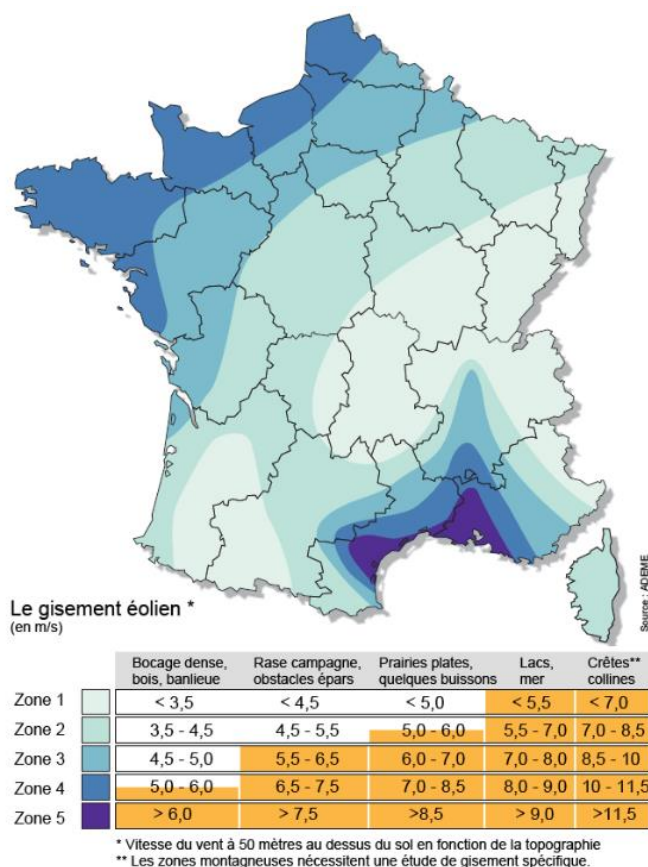 Source : ADEME
Le gisement éolien *
(en m/s)
Bocage dense, bois, banlieue
Rase campagne, obstacles épars
Prairies plates, quelques buissons
Lacs, mer
Crêtes** collines
Zone 1 < 3,5 < 4,5 < 5,0 < 5,5 < 7,0
Zone 2 3,5 - 4,5 4,5 - 5,5 5,0 - 6,0 5,5 - 7,0 7,0 - 8,5
Zone 3 4,5 - 5,0 5,5 - 6,5 6,0 - 7,0 7,0 - 8,0 8,5 - 10
Zone 4 5,0 - 6,0 6,5 - 7,5 7,0 - 8,5 8,0 - 9,0 10 - 11,5
Zone 5 > 6,0 > 7,5 >8,5 > 9,0 >11,5
* Vitesse du vent à 50 mètres au dessus du sol en fonction de la topographie
** Les zones montagneuses nécessitent une étude de gisement spécifique.